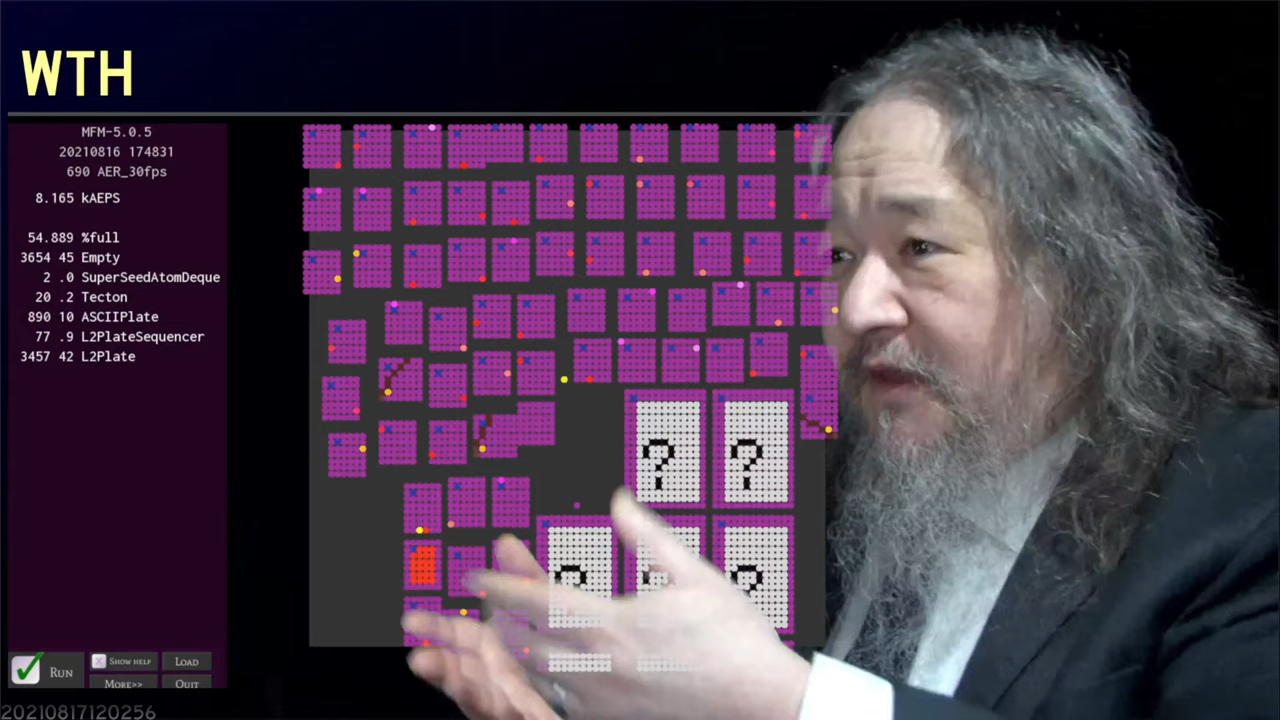 WTH
MFM-5.0.5
20210816 174831
690 AER_30fps
8.165 kAEPS
54.889 %full
3654 45 Empty
2 .0 SuperSeedAtomDeque
20 .2 Tecton
890 10 ASCIIPlate
77 .9 L2PlateSequencer
3457 42 L2Plate
? ?
? ? ?
Run
Show help
Load
More>>
Quit
20210817120256